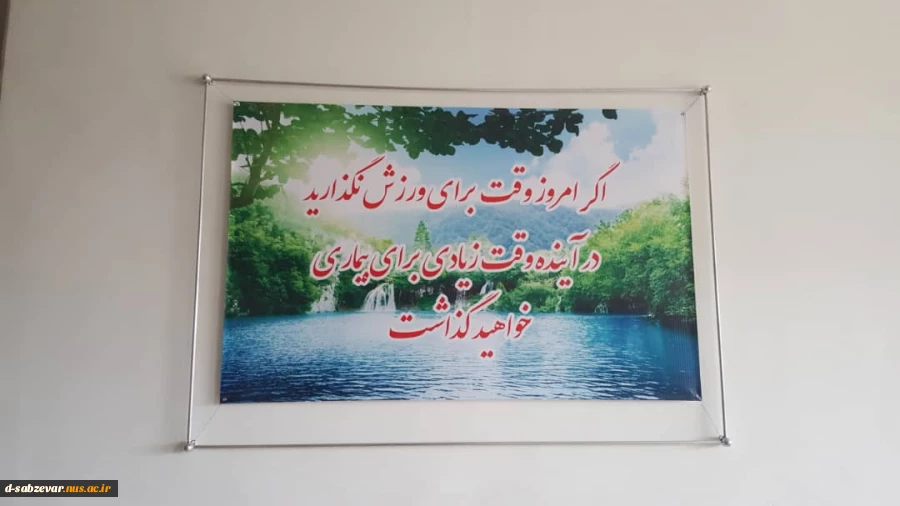 اگر امروز وقت برای ورزش نگذارید
در آینده وقت زیادی برای بیماری
خواهید گذاشت
d-sabzevar.nus.ac.ir